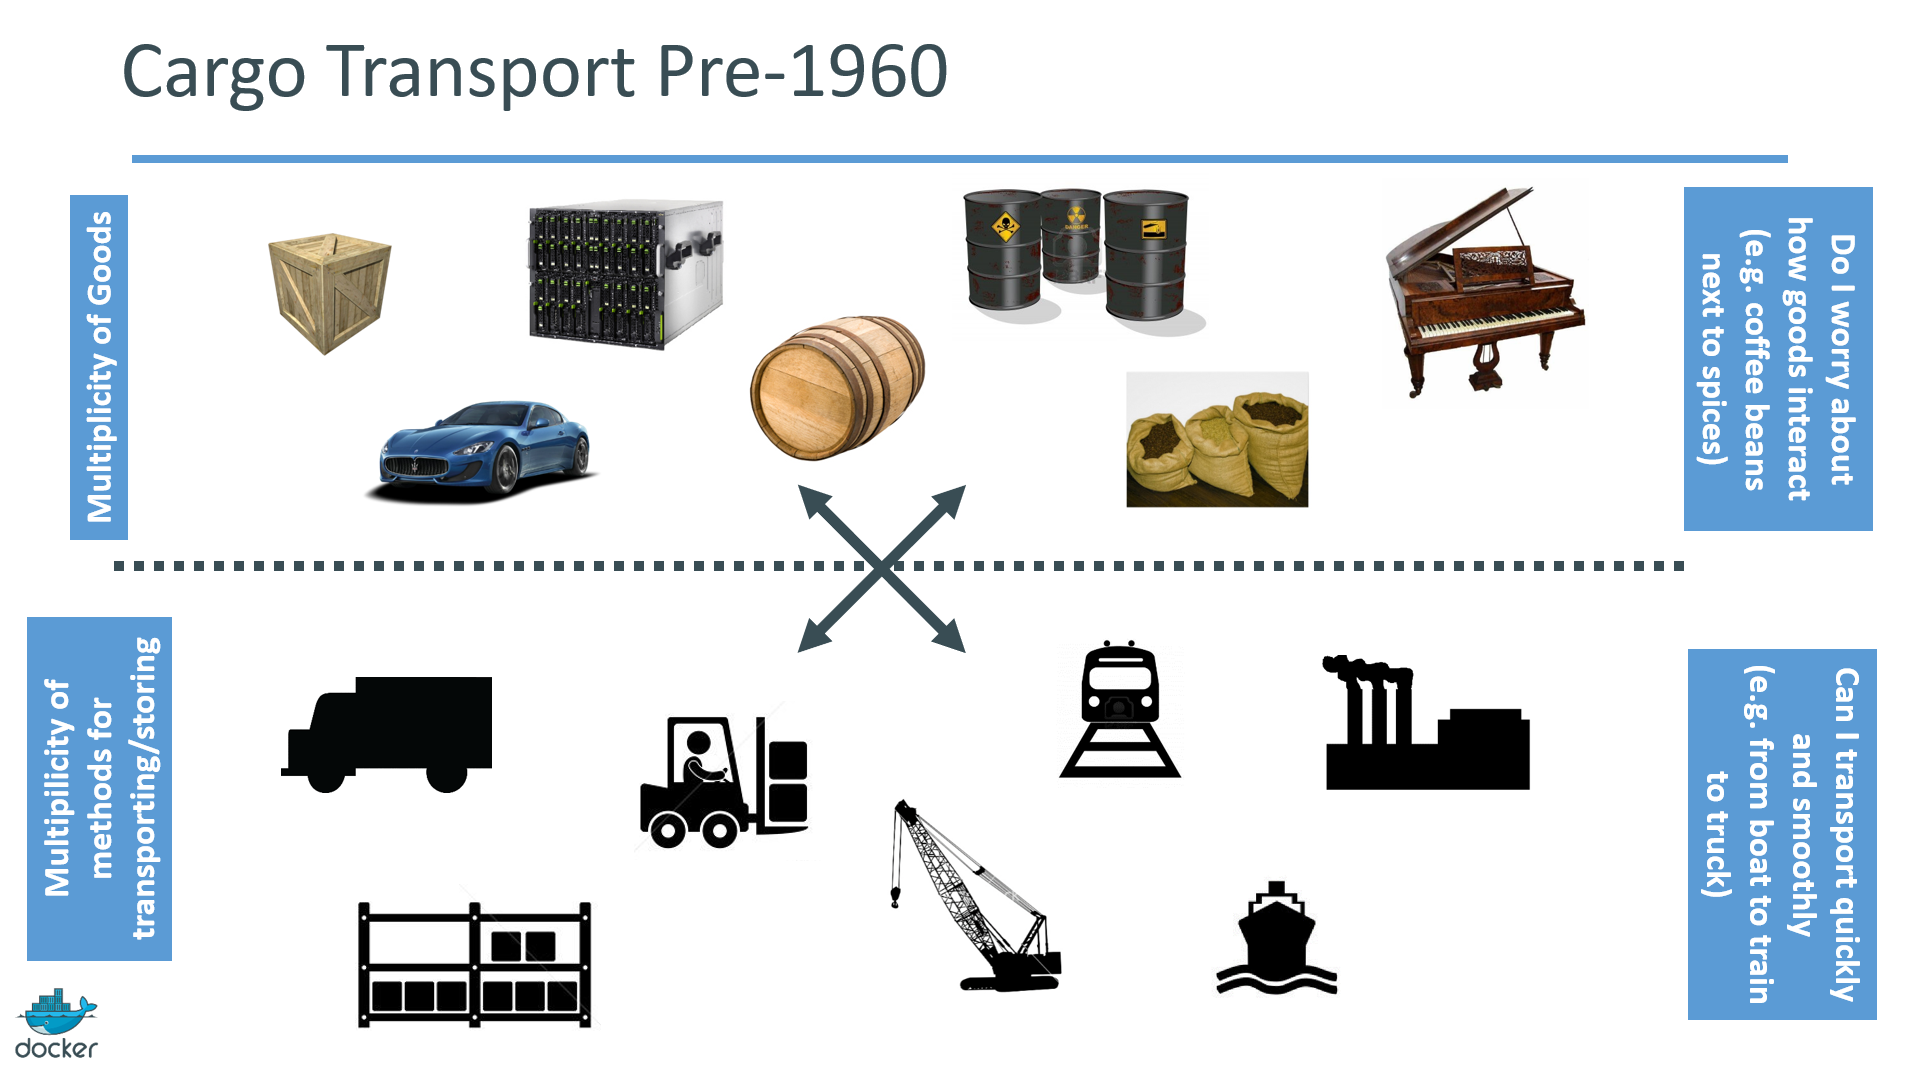 Cargo Transport Pre-1960
Multiplicity of Goods
Do I worry about
how goods interact
(e.g. coffee beans
next to spices)
DANGER
Multipilicity of
methods for
transporting/storing
Can I transport quickly
and smoothly
(e.g. from boat to train
to truck)
docker